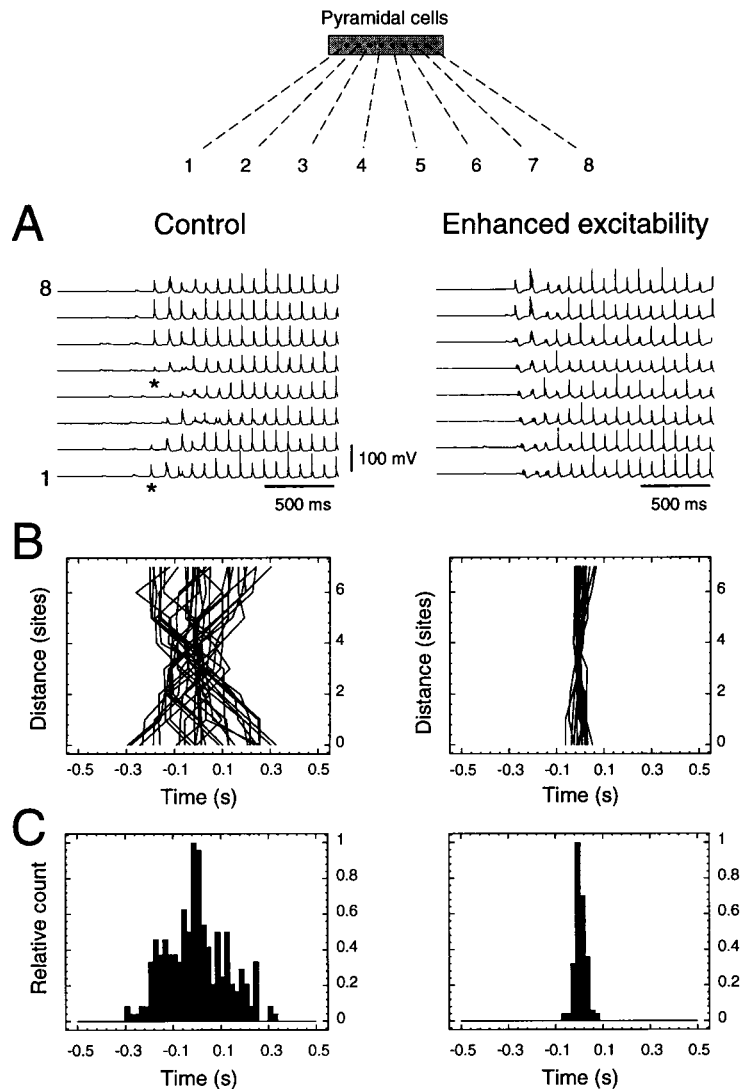 Pyramidal cells
1 2 3 4 5 6 7 8
A
Control
Enhanced excitability
8
*
1
*
100 mV
500 ms
500 ms
B
Distance (sites)
6
4
2
0
-0.5 -0.3 -0.1 0.1 0.3 0.5
Time (s)
Distance (sites)
6
4
2
0
-0.5 -0.3 -0.1 0.1 0.3 0.5
Time (s)
C
Relative count
1
0.8
0.6
0.4
0.2
0
-0.5 -0.3 -0.1 0.1 0.3 0.5
Time (s)
1
0.8
0.6
0.4
0.2
0
-0.5 -0.3 -0.1 0.1 0.3 0.5
Time (s)